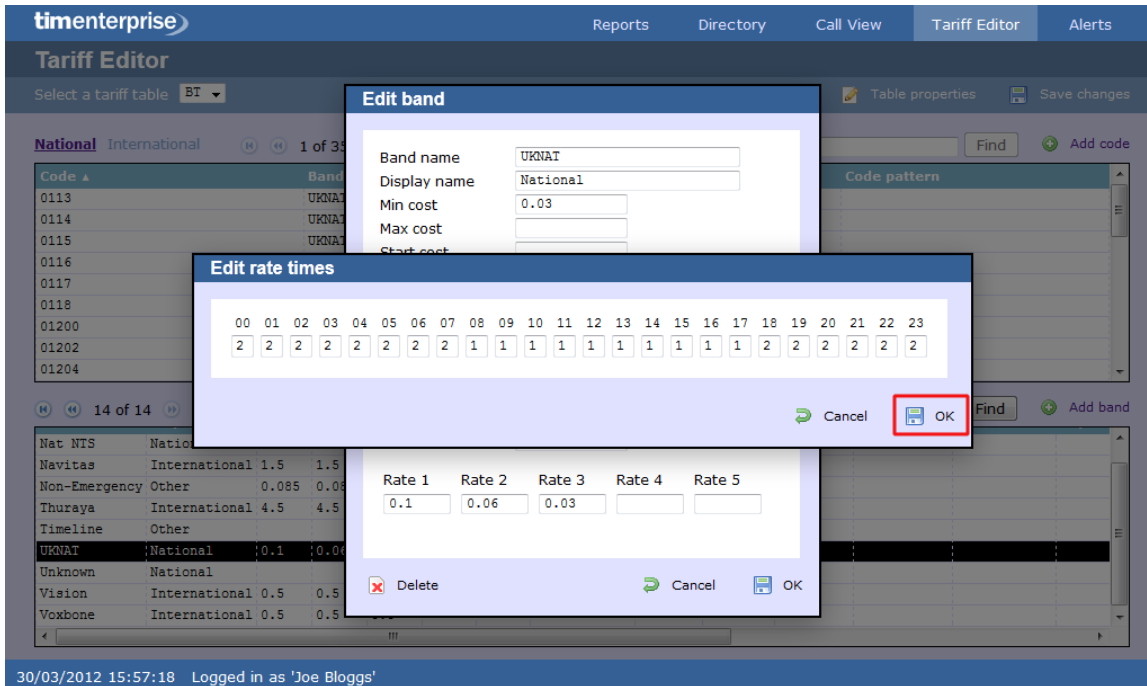 timenterprise
Reports Directory Call View Tariff Editor Alerts
Tariff Editor
Select a tariff table BT
Table properties Save changes
Edit band
National International 1 of 35
Find Add code
Band name UKNAT
Display name National
Min cost 0.03
Max cost
Start cost
Code Band Code pattern
0113 UKNAT
0114 UKNAT
0115 UKNAT
0116
0117
0118
01200
01202
01204
Edit rate times
00 01 02 03 04 05 06 07 08 09 10 11 12 13 14 15 16 17 18 19 20 21 22 23
2 2 2 2 2 2 2 2 1 1 1 1 1 1 1 1 1 1 2 2 2 2 2 2
Cancel OK
14 of 14
Find Add band
Nat NTS Nation
Navitas International 1.5 1.5
Non-Emergency Other 0.085 0.08
Thuraya International 4.5 4.5
Timeline Other
UKNAT National 0.1 0.06
Unknown National
Vision International 0.5 0.5
Voxbone International 0.5 0.5
Rate 1 Rate 2 Rate 3 Rate 4 Rate 5
0.1 0.06 0.03
Delete Cancel OK
30/03/2012 15:57:18 Logged in as 'Joe Bloggs'